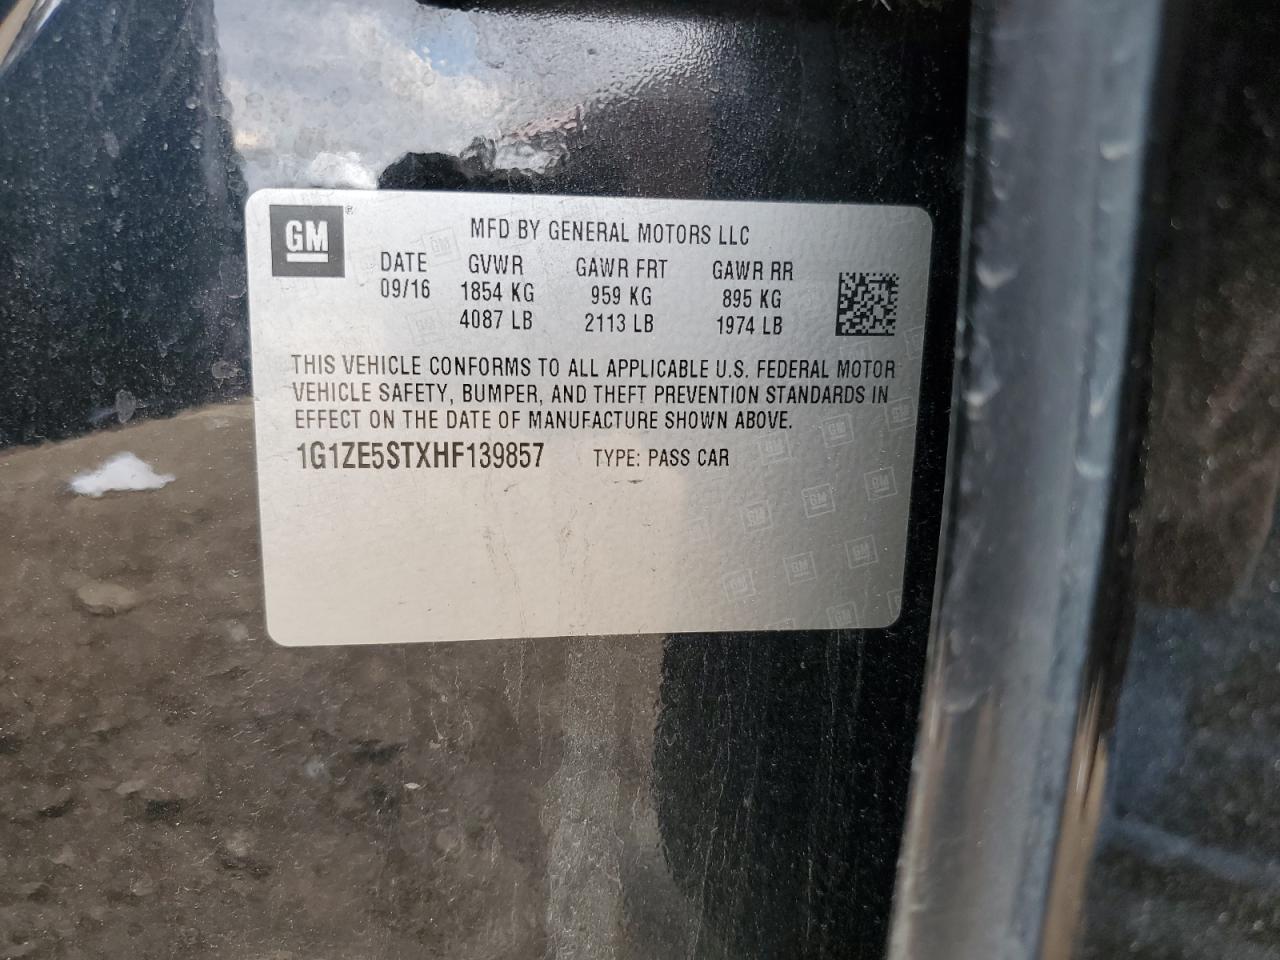 GM
MFD BY GENERAL MOTORS LLC
DATE GVWR GAWR FRT GAWR RR
09/16 1854 KG 959 KG 895 KG
4087 LB 2113 LB 1974 LB
THIS VEHICLE CONFORMS TO ALL APPLICABLE U.S. FEDERAL MOTOR
VEHICLE SAFETY, BUMPER, AND THEFT PREVENTION STANDARDS IN
EFFECT ON THE DATE OF MANUFACTURE SHOWN ABOVE.
1G1ZE5STXHF139857 TYPE: PASS CAR